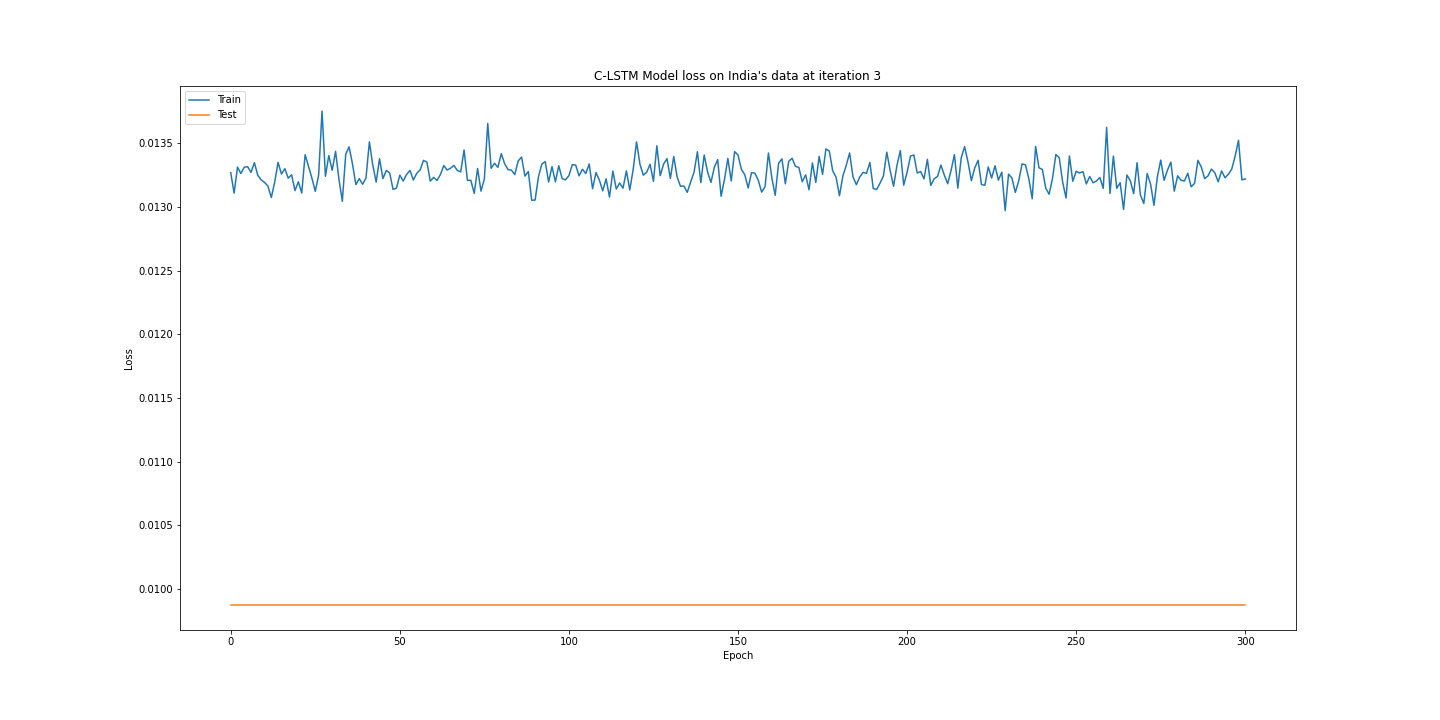 C-LSTM Model loss on India's data at iteration 3
Train
Test
0.0135
0.0130
0.0125
0.0120
0.0115
0.0110
0.0105
0.0100
Loss
0 50 100 150 200 250 300
Epoch